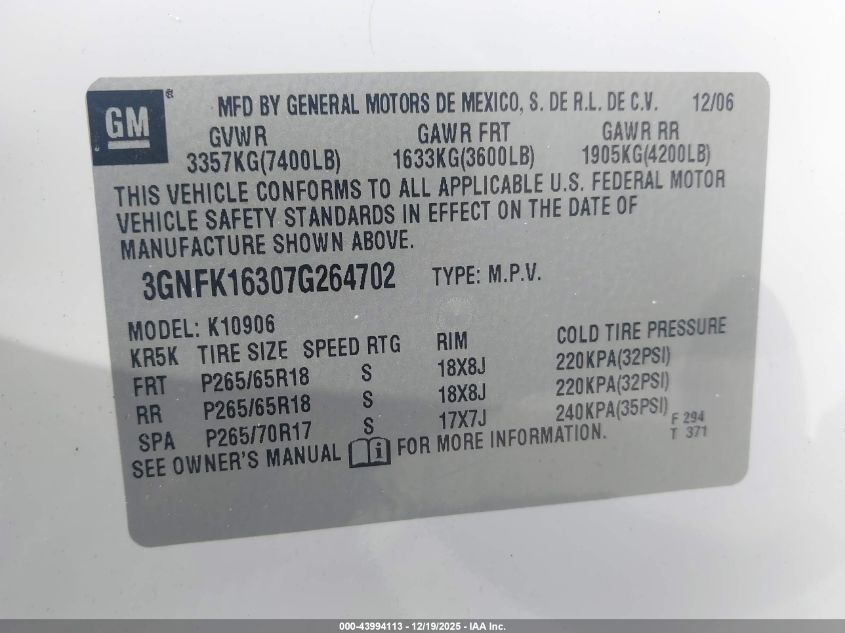 GM ®
MFD BY GENERAL MOTORS DE MEXICO, S. DE R.L. DE C.V. 12/06
GVWR GAWR FRT GAWR RR
3357KG(7400LB) 1633KG(3600LB) 1905KG(4200LB)
THIS VEHICLE CONFORMS TO ALL APPLICABLE U.S. FEDERAL MOTOR
VEHICLE SAFETY STANDARDS IN EFFECT ON THE DATE OF
MANUFACTURE SHOWN ABOVE.
3GNFK16307G264702 TYPE: M.P.V.
MODEL: K10906
KR5K TIRE SIZE SPEED RTG RIM COLD TIRE PRESSURE
FRT P265/65R18 S 18X8J 220KPA(32PSI)
RR P265/65R18 S 18X8J 220KPA(32PSI)
SPA P265/70R17 S 17X7J 240KPA(35PSI)
F 294
T 371
SEE OWNER'S MANUAL i FOR MORE INFORMATION.
000-43994113 - 12/19/2025 - IAA Inc.